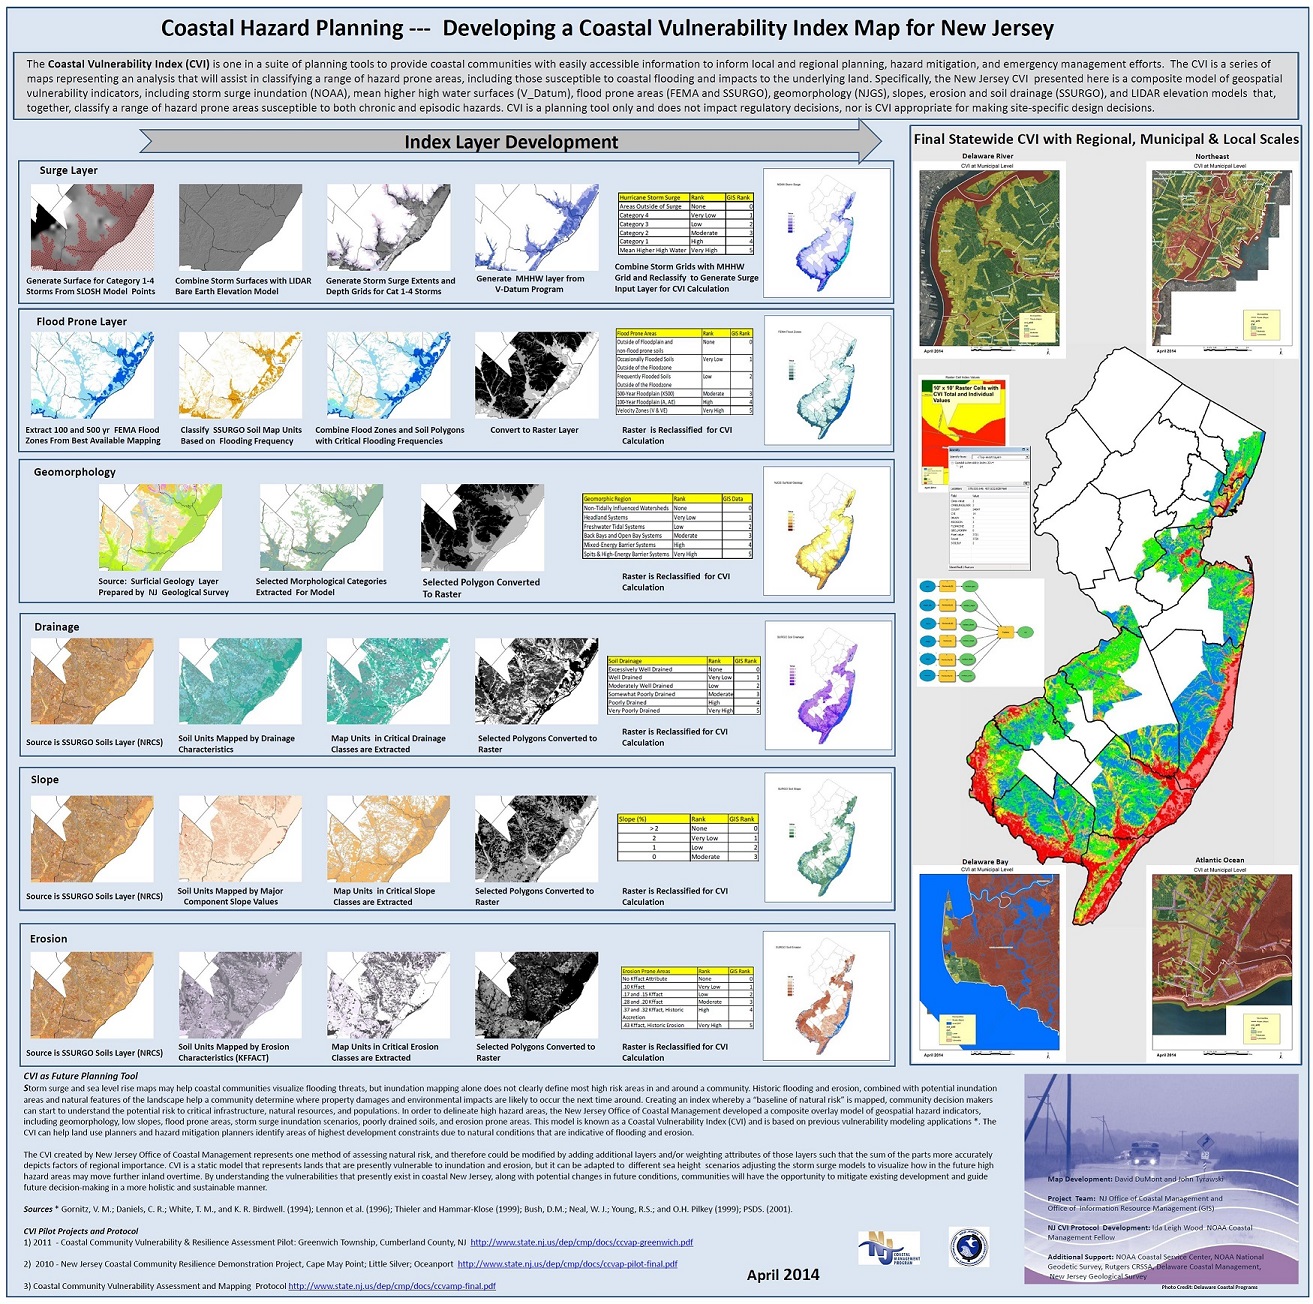 Coastal Hazard Planning --- Developing a Coastal Vulnerability Index Map for New Jersey
The Coastal Vulnerability Index (CVI) is one in a suite of planning tools to provide coastal communities with easily accessible information to inform local and regional planning, hazard mitigation, and emergency management efforts. The CVI is a series of
maps representing an analysis that will assist in classifying a range of hazard prone areas, including those susceptible to coastal flooding and impacts to the underlying land. Specifically, the New Jersey CVI presented here is a composite model of geospatial
vulnerability indicators, including storm surge inundation (NOAA), mean higher high water surfaces (V_Datum), flood prone areas (FEMA and SSURGO), geomorphology (NJGS), slopes, erosion and soil drainage (SSURGO), and LIDAR elevation models that,
together, classify a range of hazard prone areas susceptible to both chronic and episodic hazards. CVI is a planning tool only and does not impact regulatory decisions, nor is CVI appropriate for making site-specific design decisions.
Index Layer Development
Surge Layer
Generate Surface for Category 1-4
Storms From SLOSH Model Points
Combine Storm Surfaces with LIDAR
Bare Earth Elevation Model
Generate Storm Surge Extents and
Depth Grids for Cat 1-4 Storms
Generate MHHW layer from
V-Datum Program
Hurricane Storm Surge Rank GIS Rank
Areas Outside of Surge None 0
Category 4 Very Low 1
Category 3 Low 2
Category 2 Moderate 3
Category 1 High 4
Mean Higher High Water Very High 5
Combine Storm Grids with MHHW
Grid and Reclassify to Generate Surge
Input Layer for CVI Calculation
Flood Prone Layer
Extract 100 and 500 yr FEMA Flood
Zones From Best Available Mapping
Classify SSURGO Soil Map Units
Based on Flooding Frequency
Combine Flood Zones and Soil Polygons
with Critical Flooding Frequencies
Convert to Raster Layer
Flood Prone Areas Rank GIS Rank
Outside of Floodplain and None 0
non-flood prone soils
Occasionally Flooded Soils Very Low 1
Outside of the Floodzone
Frequently Flooded Soils Low 2
Outside of the Floodzone
500-Year Floodplain (X500) Moderate 3
100-Year Floodplain (A, AE) High 4
Velocity Zones (V & VE) Very High 5
Raster is Reclassified for CVI
Calculation
Geomorphology
Source: Surficial Geology Layer
Prepared by NJ Geological Survey
Selected Morphological Categories
Extracted For Model
Selected Polygon Converted
To Raster
Geomorphic Region Rank GIS Data
Non-Tidally Influenced Watersheds None 0
Headland Systems Very Low 1
Freshwater Tidal Systems Low 2
Back Bays and Open Bay Systems Moderate 3
Mixed-Energy Barrier Systems High 4
Spits & High-Energy Barrier Systems Very High 5
Raster is Reclassified for CVI
Calculation
Drainage
Source is SSURGO Soils Layer (NRCS)
Soil Units Mapped by Drainage
Characteristics
Map Units in Critical Drainage
Classes are Extracted
Selected Polygons Converted to
Raster
Soil Drainage Rank GIS Rank
Excessively Well Drained None 0
Well Drained Very Low 1
Moderately Well Drained Low 2
Somewhat Poorly Drained Moderate 3
Poorly Drained High 4
Very Poorly Drained Very High 5
Raster is Reclassified for CVI
Calculation
Slope
Source is SSURGO Soils Layer (NRCS)
Soil Units Mapped by Major
Component Slope Values
Map Units in Critical Slope
Classes are Extracted
Selected Polygons Converted to
Raster
Slope (%) Rank GIS Rank
> 2 None 0
2 Very Low 1
1 Low 2
0 Moderate 3
Raster is Reclassified for CVI
Calculation
Erosion
Source is SSURGO Soils Layer (NRCS)
Soil Units Mapped by Erosion
Characteristics (KFFACT)
Map Units in Critical Erosion
Classes are Extracted
Selected Polygons Converted to
Raster
Erosion Prone Areas Rank GIS Rank
No Kffact Attribute None 0
.10 Kffact Very Low 1
.17 and .15 Kffact Low 2
.28 and .20 Kffact Moderate 3
.37 and .32 Kffact, Historic High 4
Accretion
.43 Kffact, Historic Erosion Very High 5
Raster is Reclassified for CVI
Calculation
Final Statewide CVI with Regional, Municipal & Local Scales
Delaware River
CVI at Municipal Level
April 2014
Northeast
CVI at Municipal Level
April 2014
10' x 10' Raster Cells with
CVI Total and Individual
Values
Delaware Bay
CVI at Municipal Level
April 2014
Atlantic Ocean
CVI at Municipal Level
April 2014
CVI as Future Planning Tool
Storm surge and sea level rise maps may help coastal communities visualize flooding threats, but inundation mapping alone does not clearly define most high risk areas in and around a community. Historic flooding and erosion, combined with potential inundation
areas and natural features of the landscape help a community determine where property damages and environmental impacts are likely to occur the next time around. Creating an index whereby a "baseline of natural risk" is mapped, community decision makers
can start to understand the potential risk to critical infrastructure, natural resources, and populations. In order to delineate high hazard areas, the New Jersey Office of Coastal Management developed a composite overlay model of geospatial hazard indicators,
including geomorphology, low slopes, flood prone areas, storm surge inundation scenarios, poorly drained soils, and erosion prone areas. This model is known as a Coastal Vulnerability Index (CVI) and is based on previous vulnerability modeling applications *. The
CVI can help land use planners and hazard mitigation planners identify areas of highest development constraints due to natural conditions that are indicative of flooding and erosion.
The CVI created by New Jersey Office of Coastal Management represents one method of assessing natural risk, and therefore could be modified by adding additional layers and/or weighting attributes of those layers such that the sum of the parts more accurately
depicts factors of regional importance. CVI is a static model that represents lands that are presently vulnerable to inundation and erosion, but it can be adapted to different sea height scenarios adjusting the storm surge models to visualize how in the future high
hazard areas may move further inland overtime. By understanding the vulnerabilities that presently exist in coastal New Jersey, along with potential changes in future conditions, communities will have the opportunity to mitigate existing development and guide
future decision-making in a more holistic and sustainable manner.
Sources * Gornitz, V. M.; Daniels, C. R.; White, T. M., and K. R. Birdwell. (1994); Lennon et al. (1996); Thieler and Hammar-Klose (1999); Bush, D.M.; Neal, W. J.; Young, R.S.; and O.H. Pilkey (1999); PSDS. (2001).
CVI Pilot Projects and Protocol
1) 2011 - Coastal Community Vulnerability & Resilience Assessment Pilot: Greenwich Township, Cumberland County, NJ http://www.state.nj.us/dep/cmp/docs/ccvap-greenwich.pdf
2) 2010 - New Jersey Coastal Community Resilience Demonstration Project, Cape May Point; Little Silver; Oceanport http://www.state.nj.us/dep/cmp/docs/ccvap-pilot-final.pdf
3) Coastal Community Vulnerability Assessment and Mapping Protocol http://www.state.nj.us/dep/cmp/docs/ccvamp-final.pdf
April 2014
NJ
COASTAL
MANAGEMENT
PROGRAM
Map Development: David DuMont and John Tyrawski
Project Team: NJ Office of Coastal Management and
Office of Information Resource Management (GIS)
NJ CVI Protocol Development: Ida Leigh Wood NOAA Coastal
Management Fellow
Additional Support: NOAA Coastal Service Center, NOAA National
Geodetic Survey, Rutgers CRSSA, Delaware Coastal Management,
New Jersey Geological Survey
Photo Credit: Delaware Coastal Programs